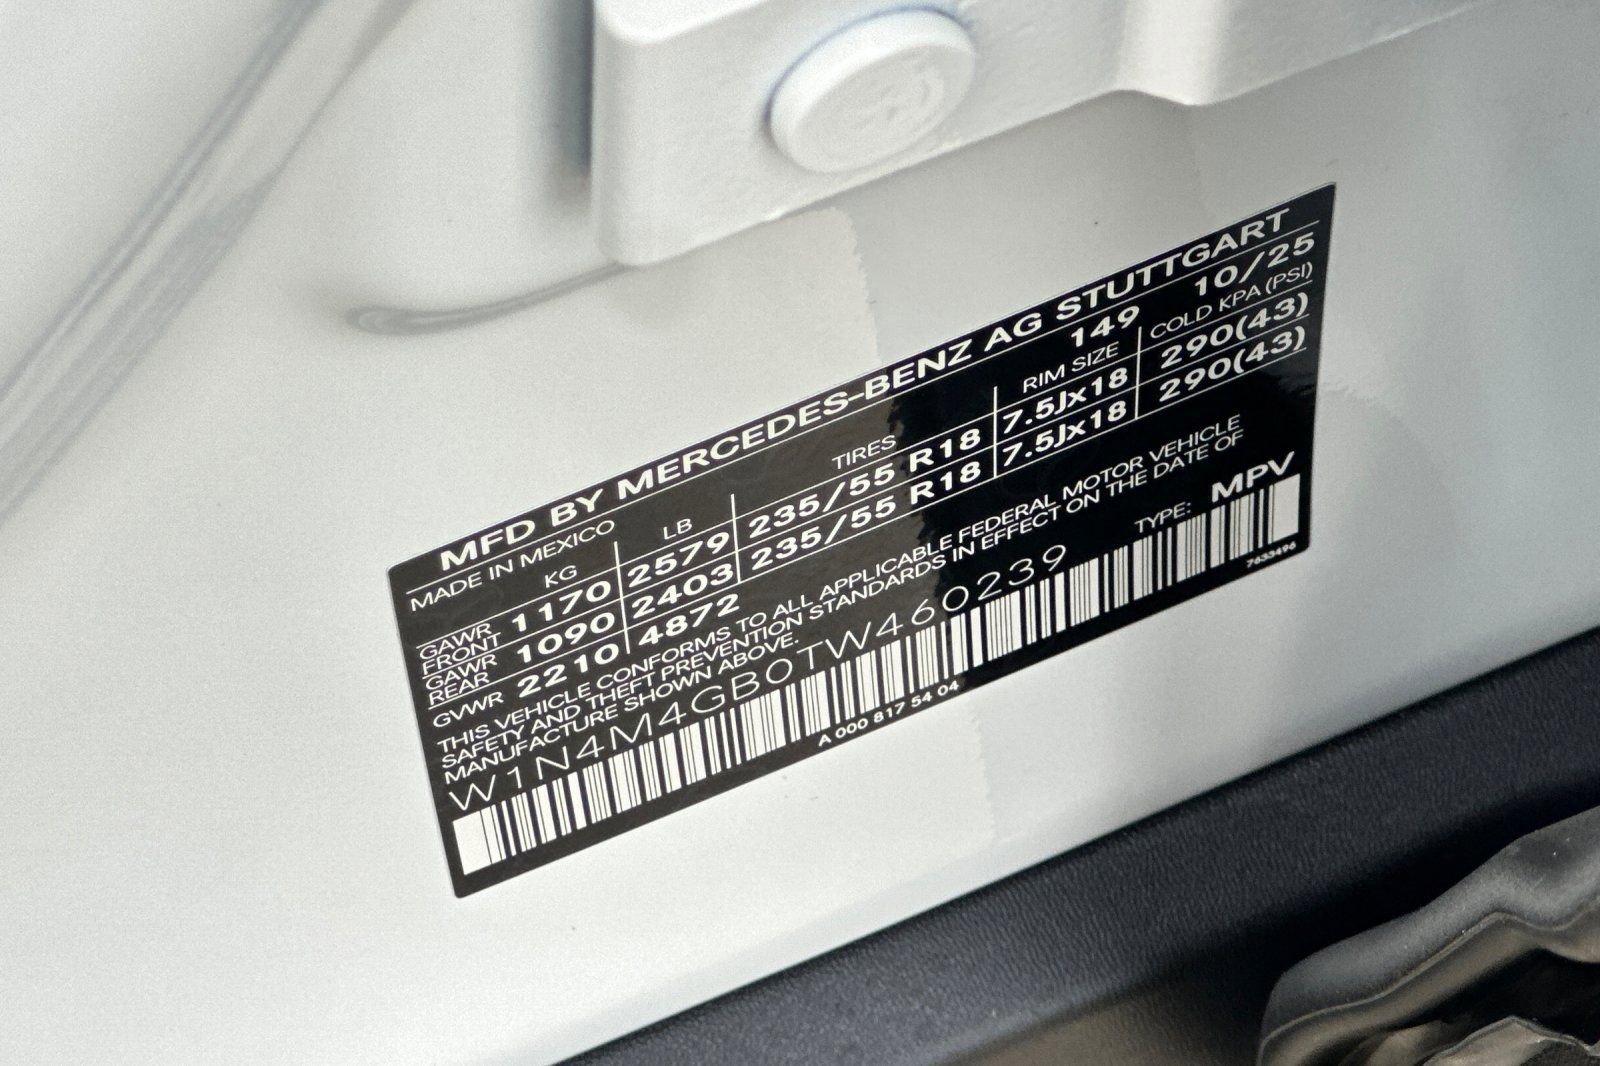 MFD BY MERCEDES-BENZ AG STUTTGART
MADE IN MEXICO 149 10/25
KG LB TIRES RIM SIZE COLD KPA (PSI)
GAWR FRONT 1170 2579 235/55 R18 7.5Jx18 290(43)
GAWR REAR 1090 2403 235/55 R18 7.5Jx18 290(43)
GVWR 2210 4872
THIS VEHICLE CONFORMS TO ALL APPLICABLE FEDERAL MOTOR VEHICLE
SAFETY AND THEFT PREVENTION STANDARDS IN EFFECT ON THE DATE OF
MANUFACTURE SHOWN ABOVE.
W1N4M4GB0TW460239 TYPE: MPV
A 000 817 54 04
7633496